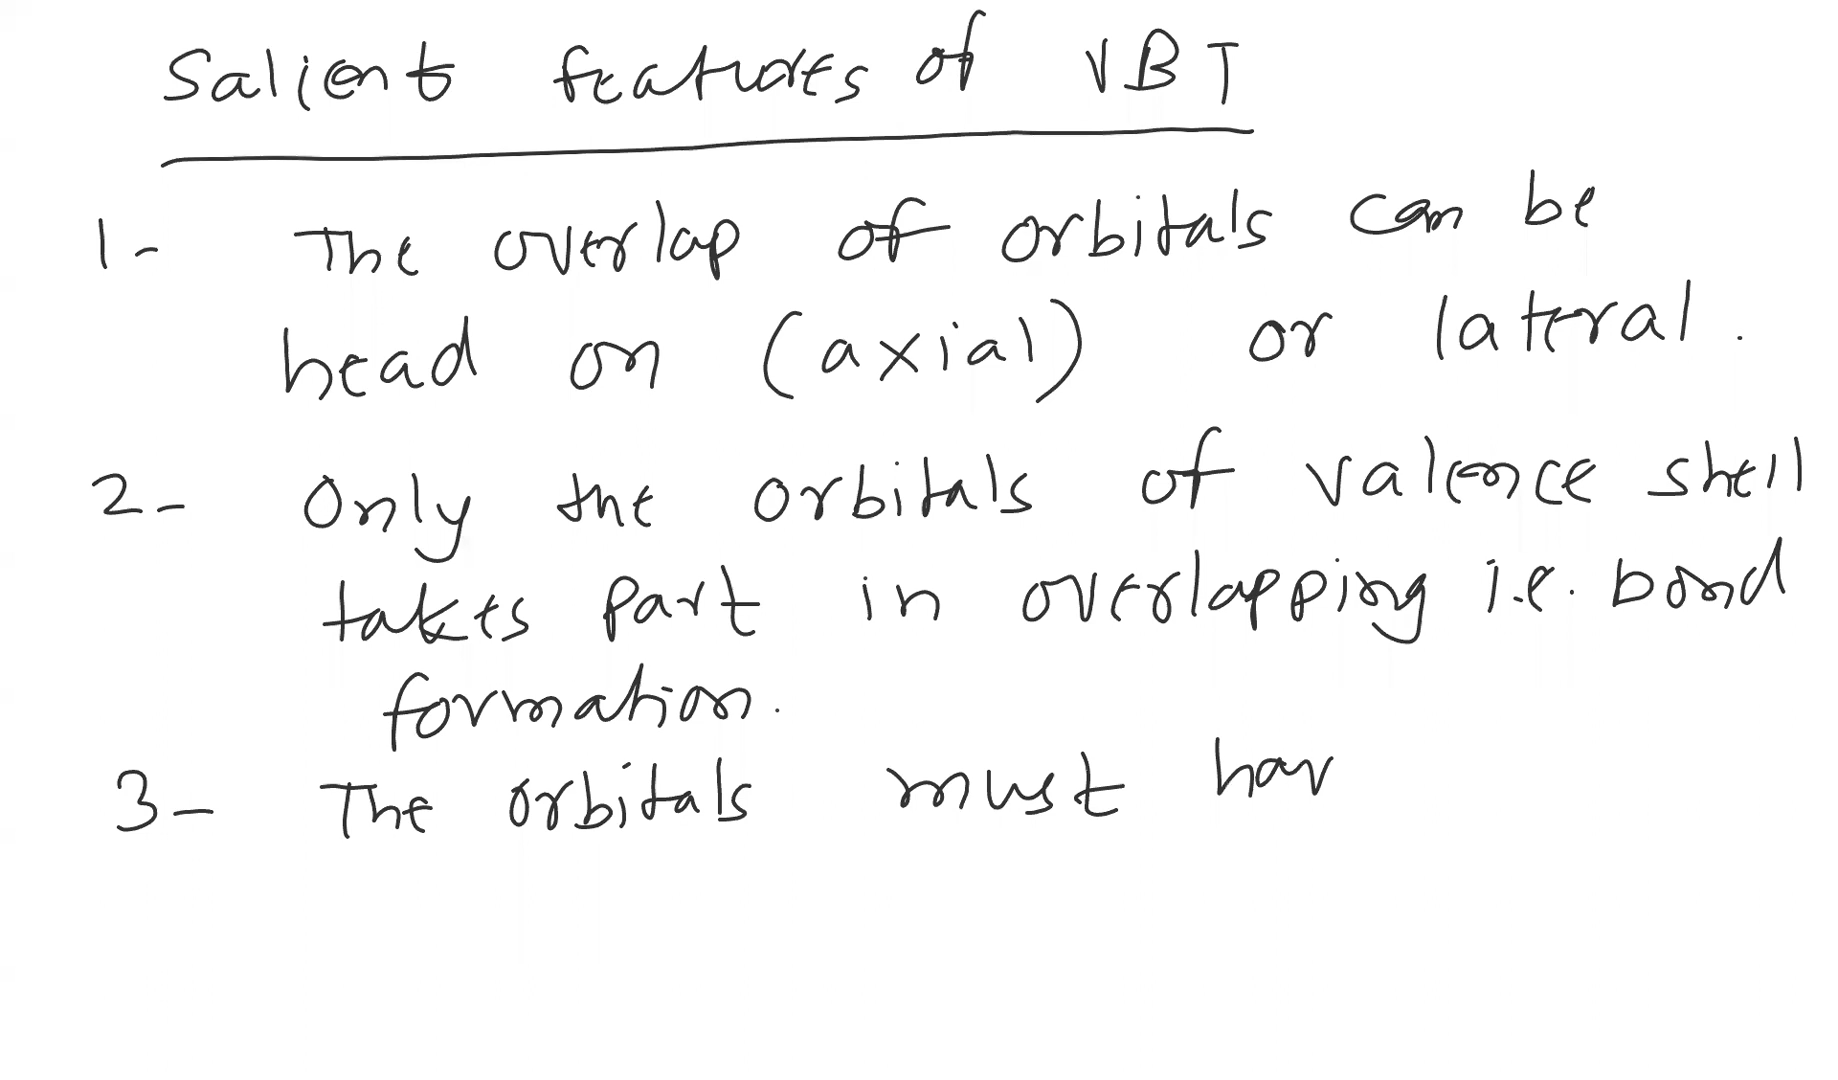 Salient features of VBT
1- The overlap of orbitals can be
head on (axial) or lateral.
2- Only the orbitals of valence shell
takes part in overlapping i.e. bond
formation.
3- The orbitals must hav